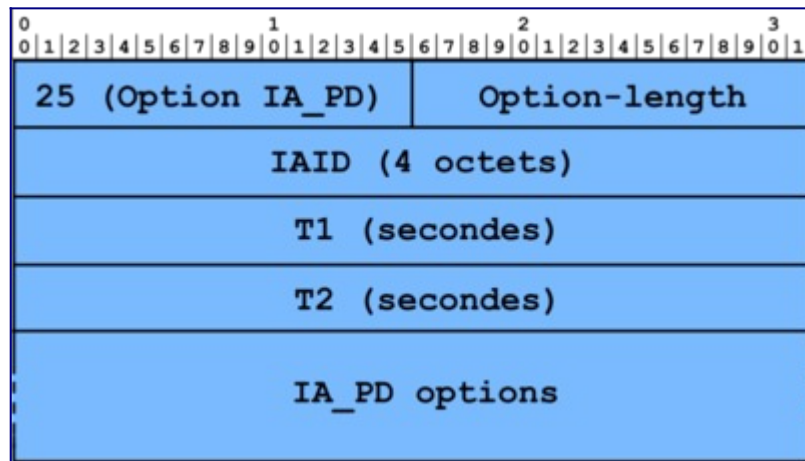 0 1 2 3
0|1|2|3|4|5|6|7|8|9|0|1|2|3|4|5|6|7|8|9|0|1|2|3|4|5|6|7|8|9|0|1
25 (Option IA_PD) Option-length
IAID (4 octets)
T1 (secondes)
T2 (secondes)
IA_PD options